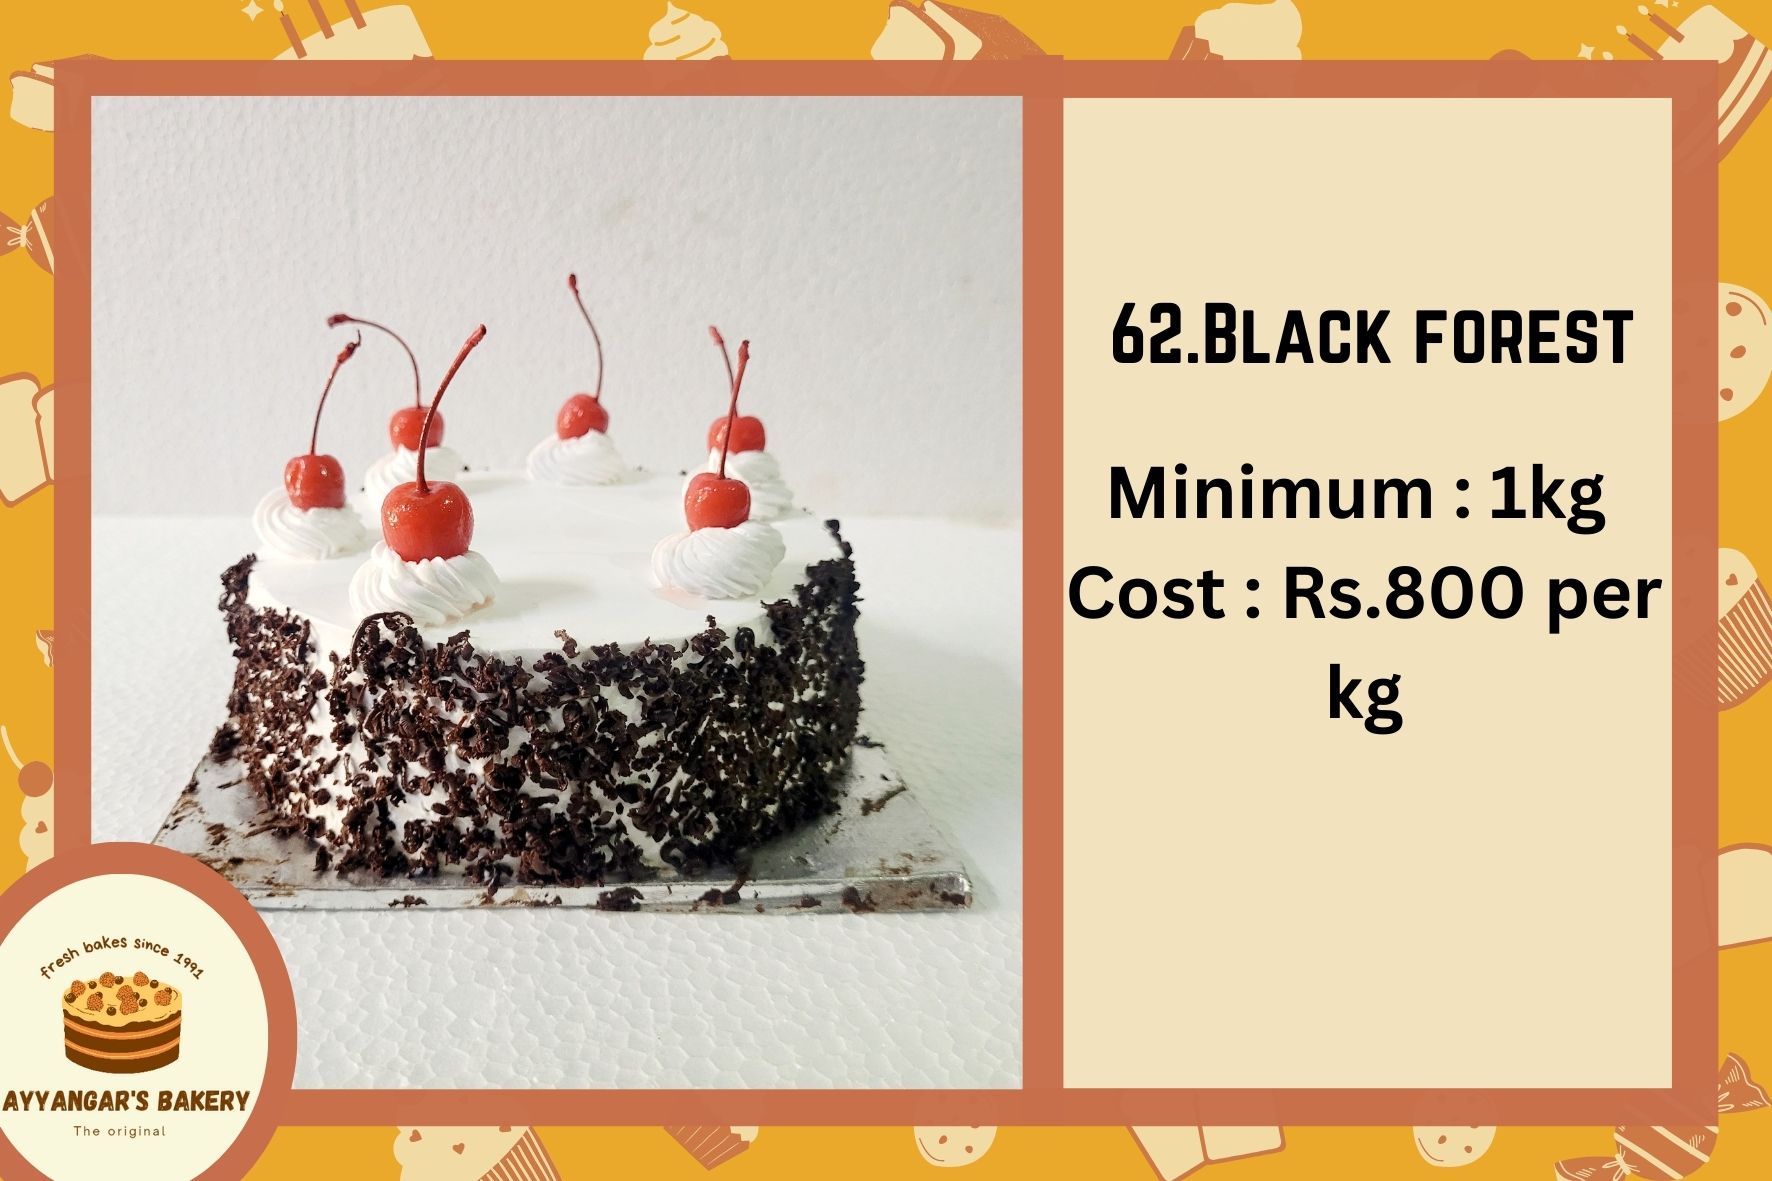 62.Black forest
Minimum : 1kg
Cost : Rs.800 per
kg
fresh bakes since 1991
AYYANGAR'S BAKERY
The original